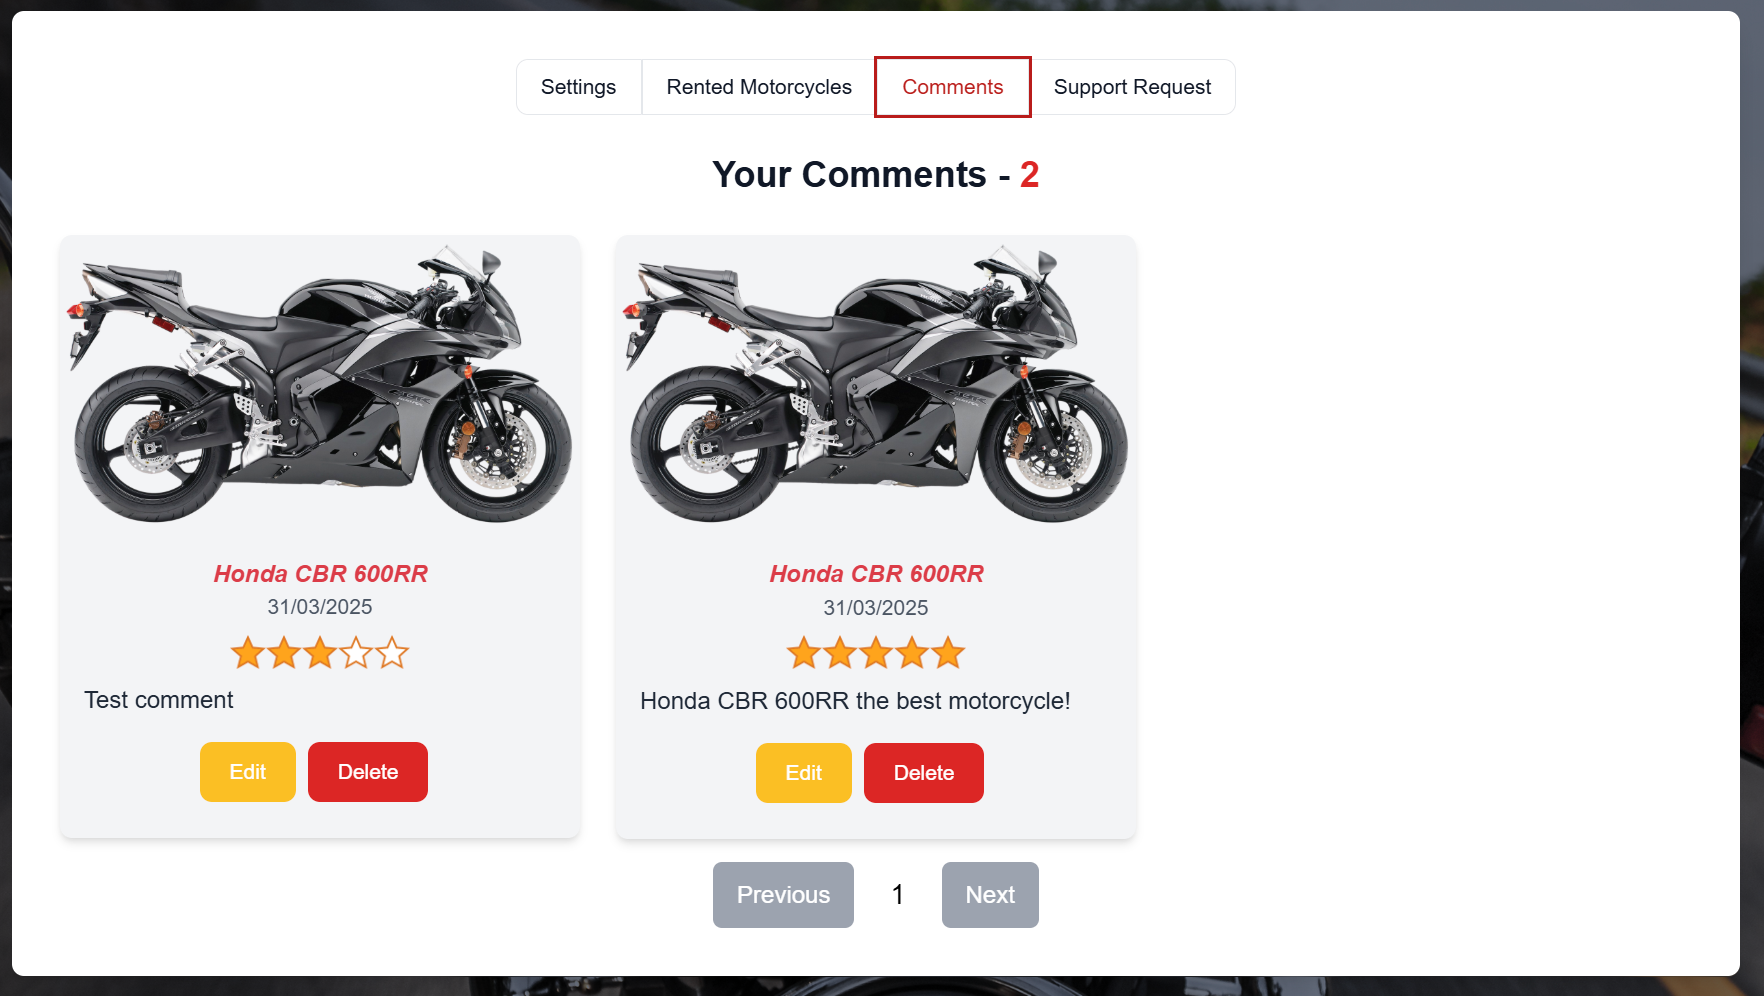 Settings
Rented Motorcycles
Comments
Support Request
Your Comments - 2
Honda CBR 600RR
31/03/2025
Test comment
Edit
Delete
Honda CBR 600RR
31/03/2025
Honda CBR 600RR the best motorcycle!
Edit
Delete
Previous
1
Next